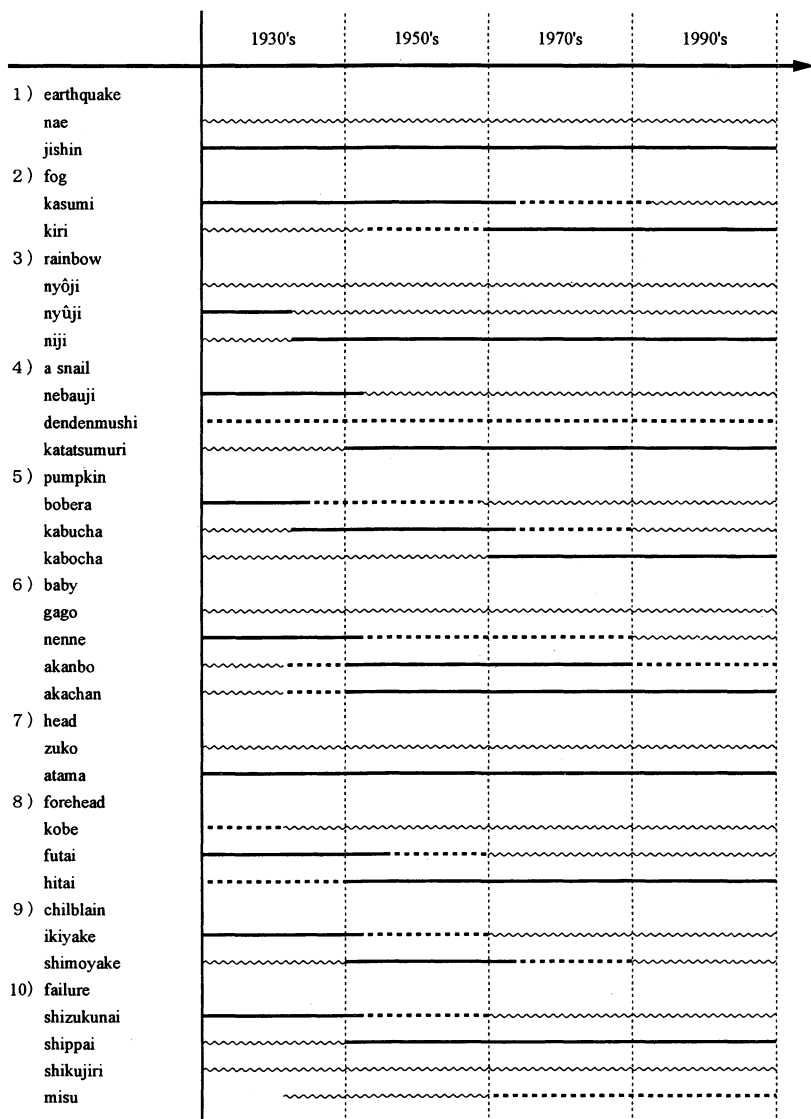 1930's 1950's 1970's 1990's
1) earthquake
nae
jishin
2) fog
kasumi
kiri
3) rainbow
nyôji
nyûji
niji
4) a snail
nebauji
dendenmushi
katatsumuri
5) pumpkin
bobera
kabucha
kabocha
6) baby
gago
nenne
akanbo
akachan
7) head
zuko
atama
8) forehead
kobe
futai
hitai
9) chilblain
ikiyake
shimoyake
10) failure
shizukunai
shippai
shikujiri
misu